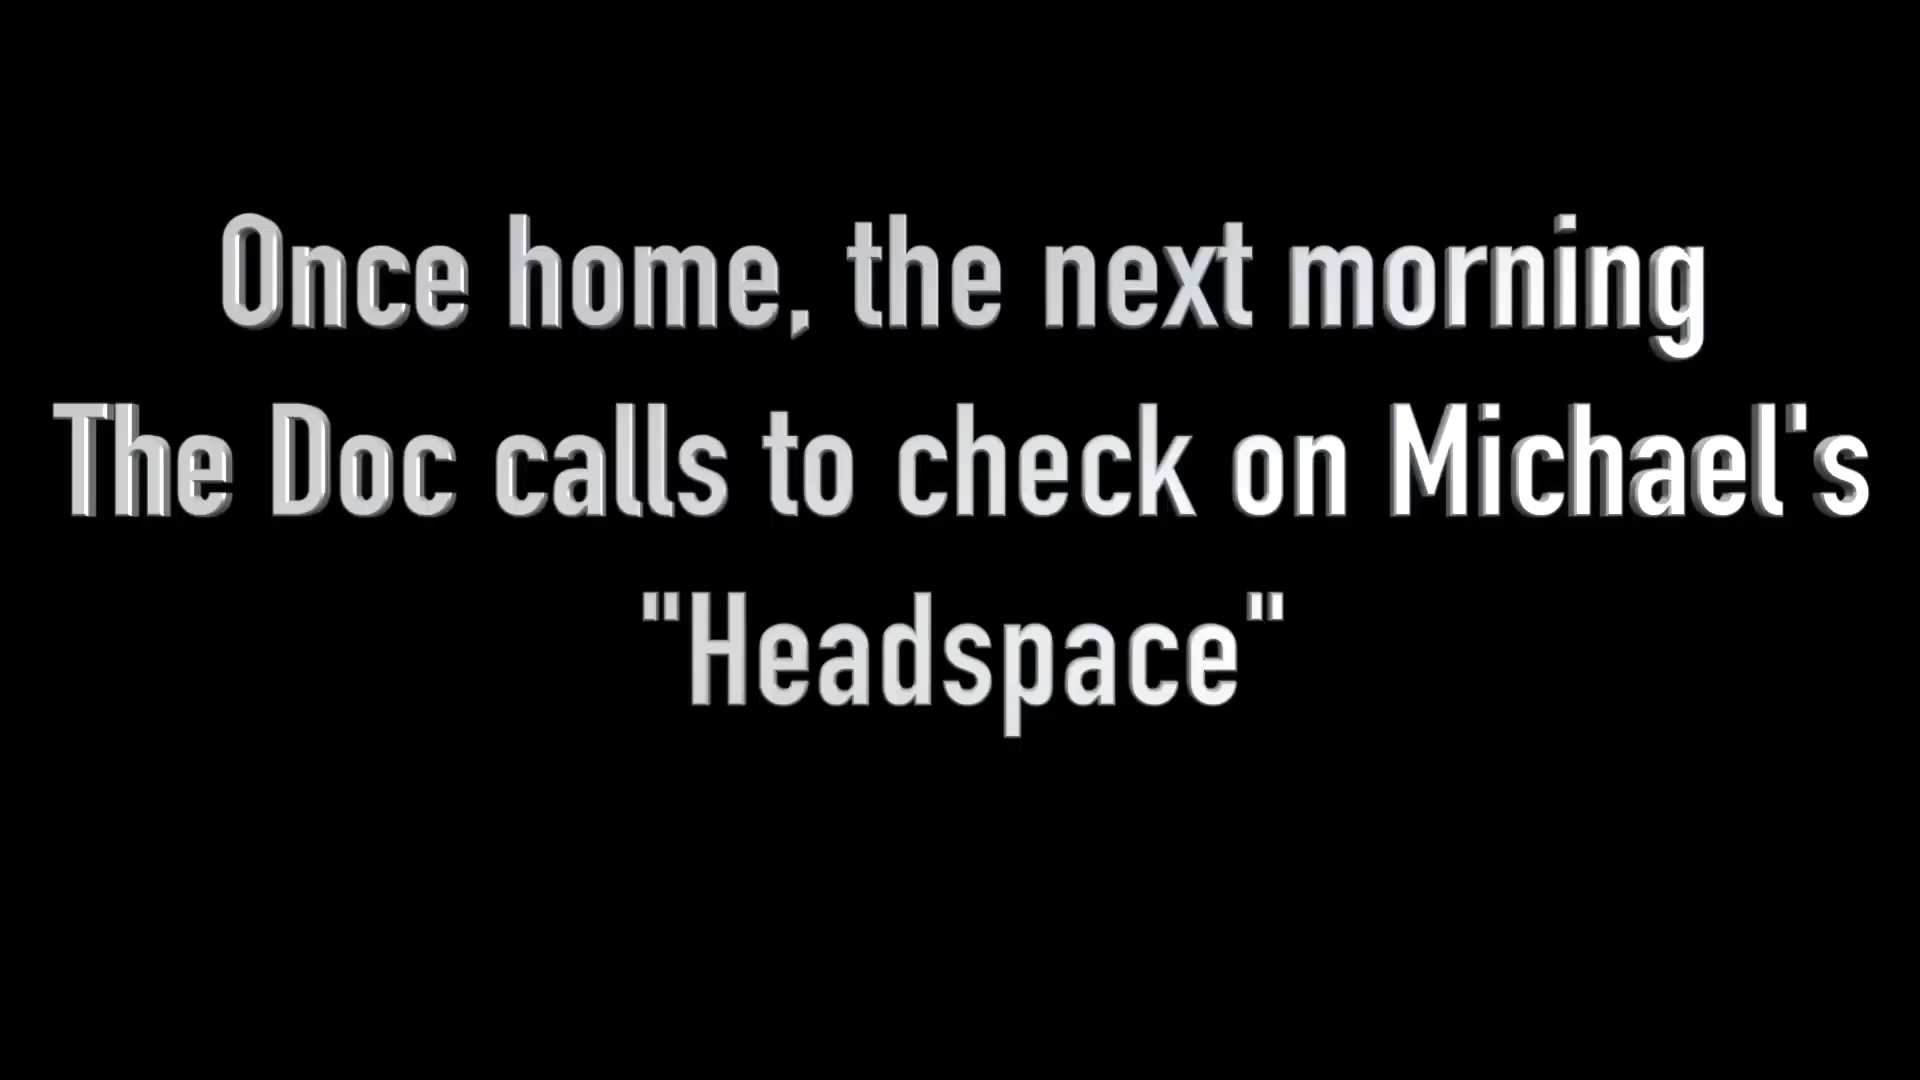 Once home, the next morning
The Doc calls to check on Michael's
"Headspace"